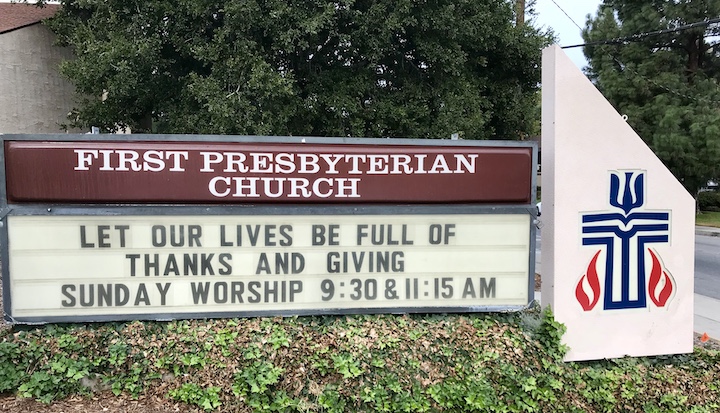 FIRST PRESBYTERIAN
CHURCH
LET OUR LIVES BE FULL OF
THANKS AND GIVING
SUNDAY WORSHIP 9:30 & 11:15 AM